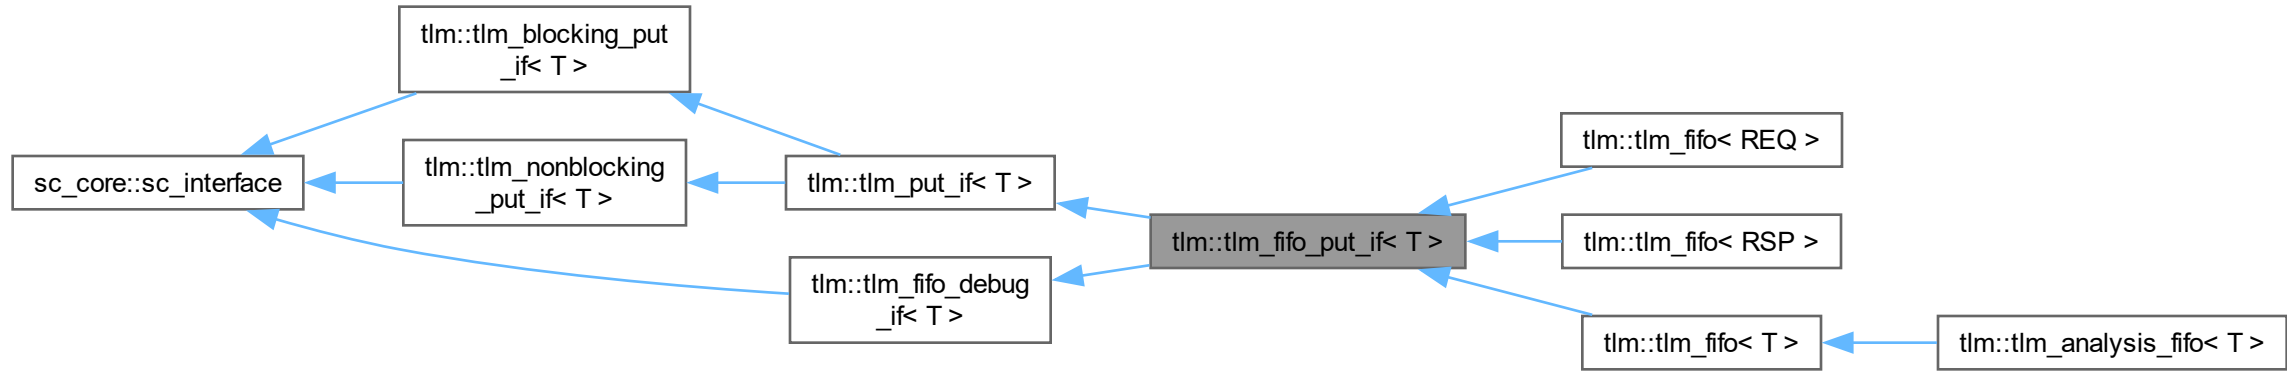 tlm::tlm_blocking_put
_if< T >
sc_core::sc_interface
tlm::tlm_nonblocking
_put_if< T >
tlm::tlm_put_if< T >
tlm::tlm_fifo_debug
_if< T >
tlm::tlm_fifo_put_if< T >
tlm::tlm_fifo< REQ >
tlm::tlm_fifo< RSP >
tlm::tlm_fifo< T >
tlm::tlm_analysis_fifo< T >